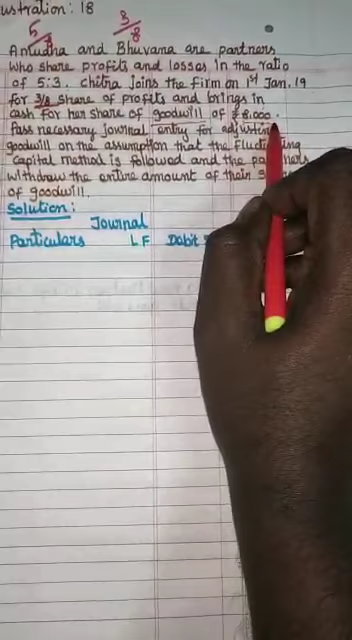 ustration: 18
5/8 3/8
Anudha and Bhuvana are partners
who share profits and losses in the ratio
of 5:3. Chitra joins the firm on 1st Jan. 19
for 3/8 share of profits and brings in
cash for her share of goodwill of ₹ 8,000.
Pass necessary journal entry for adjusting
goodwill on the assumption that the
capital method is followed and the
withdraw the entire amount of their
of goodwill.
Solution:
Journal
Particulars L F Debit